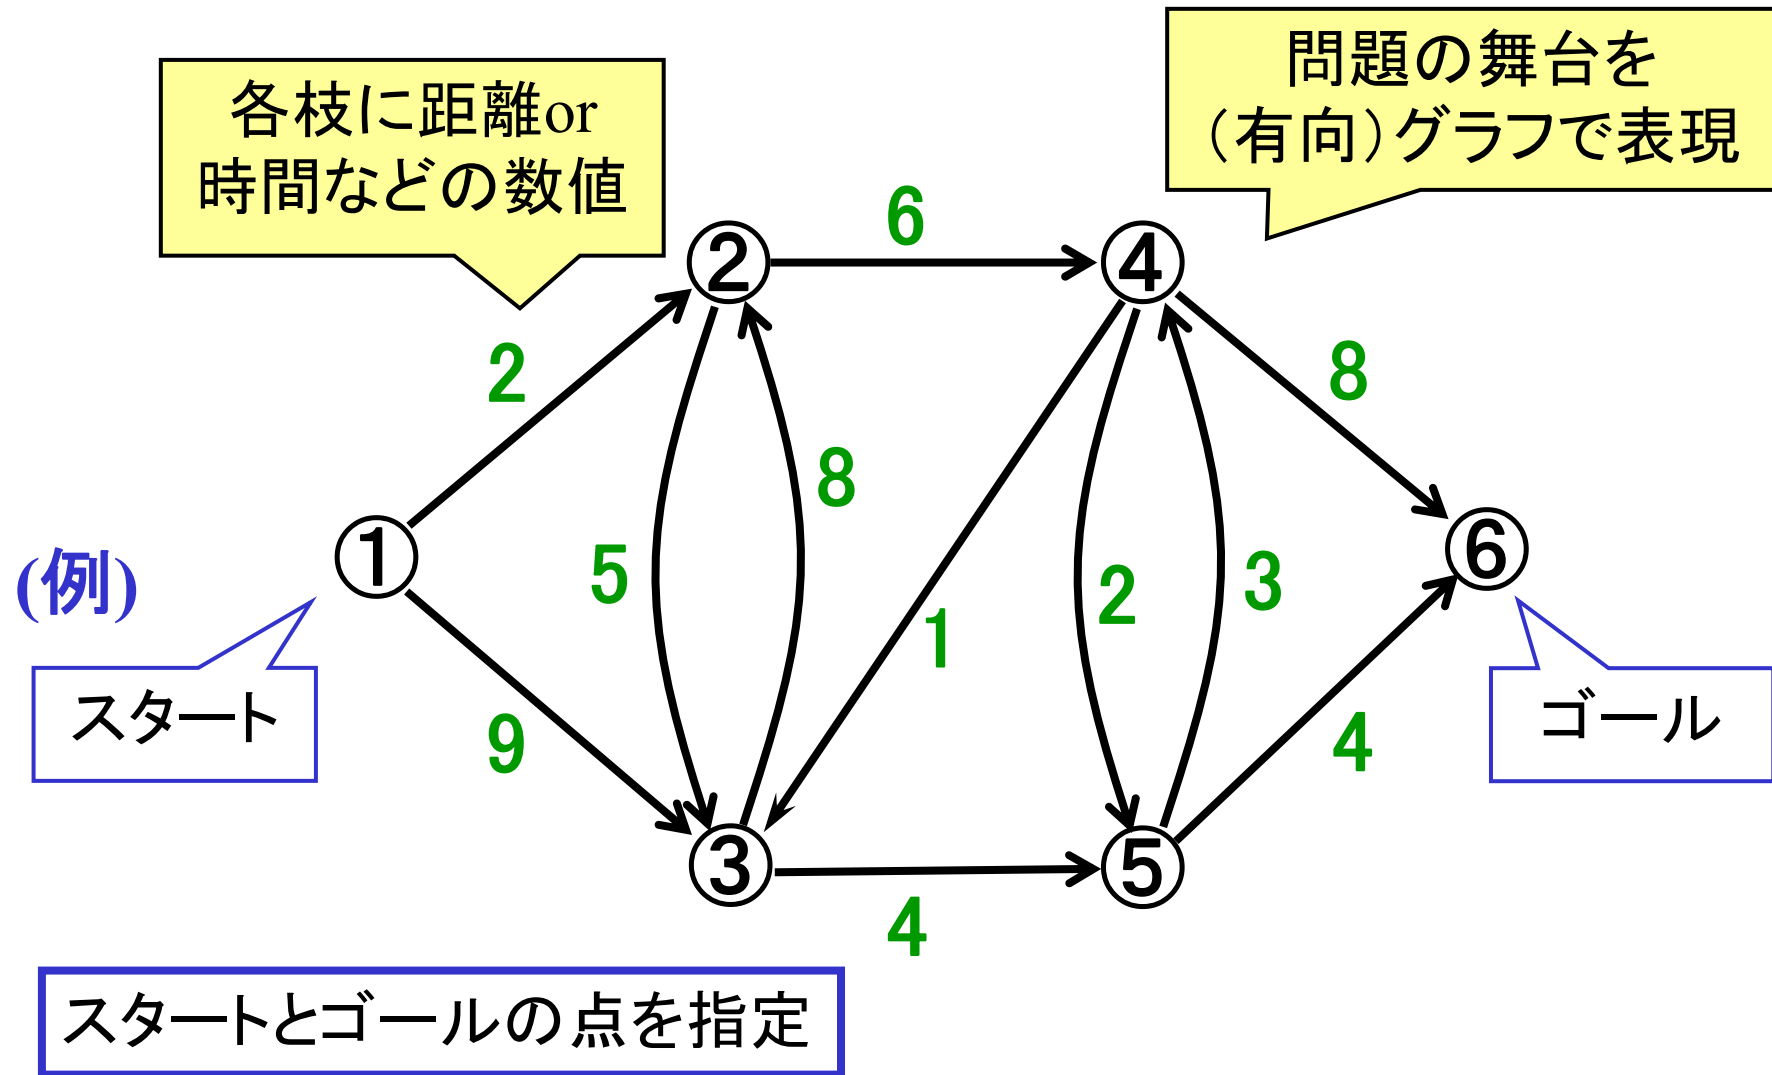 各枝に距離or
時間などの数値
問題の舞台を
（有向）グラフで表現
②
6
④
2
8
8
①
5
1
2
3
⑥
(例)
スタート
9
4
ゴール
③
⑤
4
スタートとゴールの点を指定